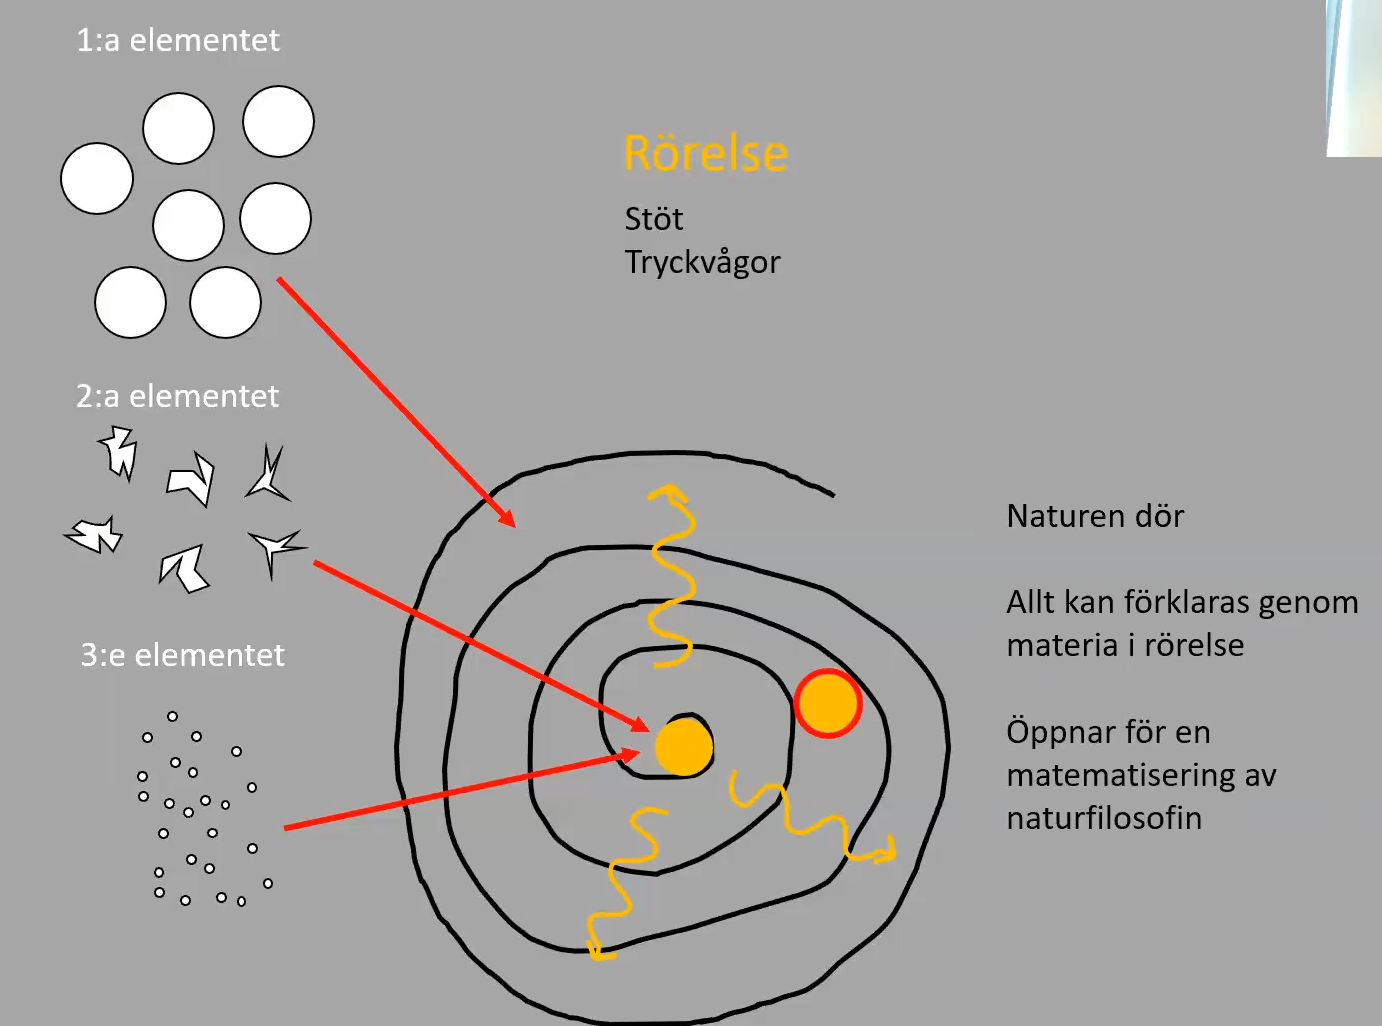 1:a elementet
Rörelse
Stöt
Tryckvågor
2:a elementet
3:e elementet
Naturen dör
Allt kan förklaras genom
materia i rörelse
Öppnar för en
matematisering av
naturfilosofin